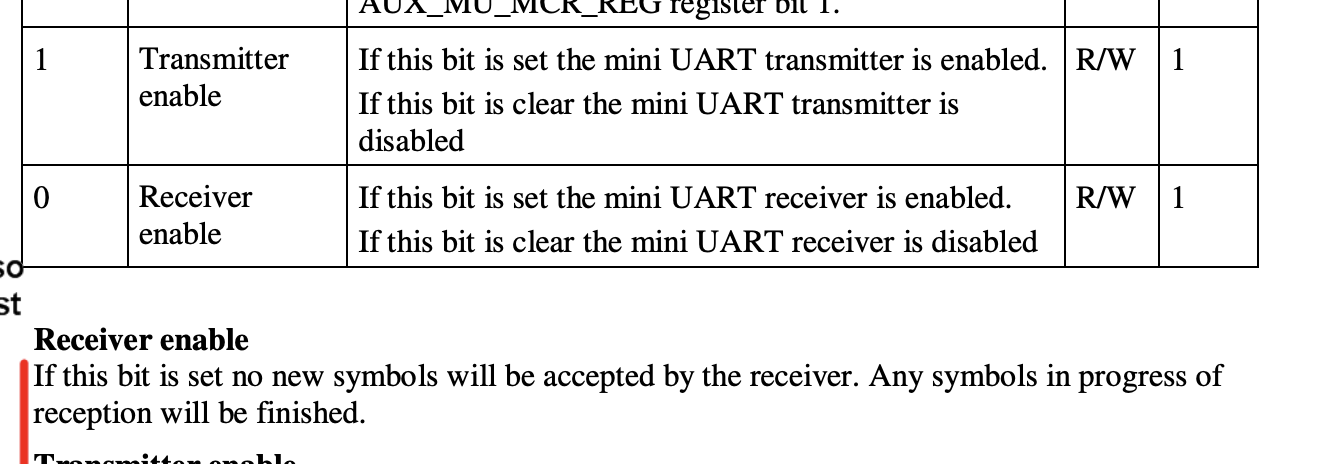 AUX_MU_MCR_REG register bit 1.
1 Transmitter If this bit is set the mini UART transmitter is enabled. R/W 1
enable If this bit is clear the mini UART transmitter is
disabled
0 Receiver If this bit is set the mini UART receiver is enabled. R/W 1
enable If this bit is clear the mini UART receiver is disabled
so
st
Receiver enable
If this bit is set no new symbols will be accepted by the receiver. Any symbols in progress of
reception will be finished.
Transmitter enable